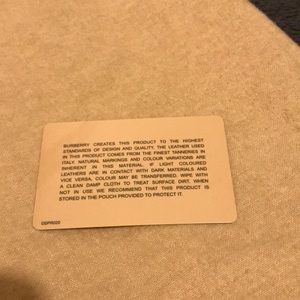 BURBERRY CREATES THIS PRODUCT TO THE HIGHEST
STANDARDS OF DESIGN AND QUALITY. THE LEATHER USED
IN THIS PRODUCT COMES FROM THE FINEST TANNERIES IN
ITALY. NATURAL MARKINGS AND COLOUR VARIATIONS ARE
INHERENT IN THIS MATERIAL. IF LIGHT COLOURED
LEATHERS ARE IN CONTACT WITH DARK MATERIALS AND
VICE VERSA, COLOUR MAY BE TRANSFERRED. WIPE WITH
A CLEAN DAMP CLOTH TO TREAT SURFACE DIRT. WHEN
NOT IN USE WE RECOMMEND THAT THIS PRODUCT IS
STORED IN THE POUCH PROVIDED TO PROTECT IT.